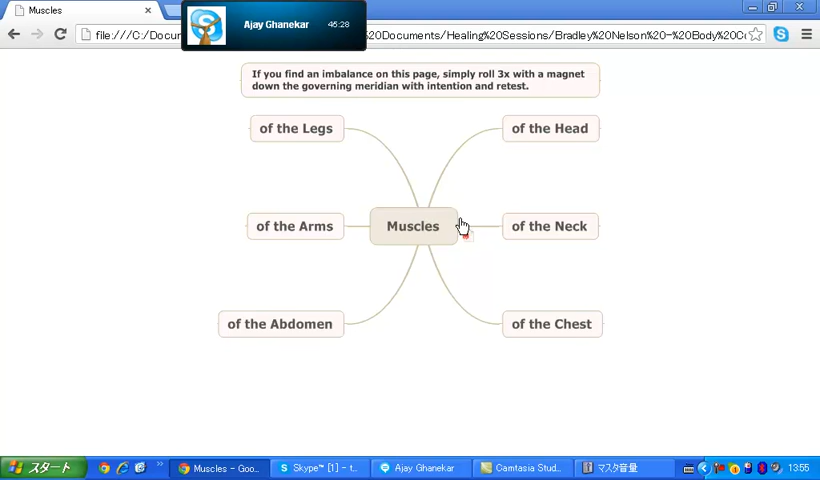 Muscles
Ajay Ghanekar 45:28
file:///C:/Docum
%20Documents/Healing%20Sessions/Bradley%20Nelson%20-%20Body%20Co
If you find an imbalance on this page, simply roll 3x with a magnet
down the governing meridian with intention and retest.
of the Legs
of the Head
of the Arms
Muscles
of the Neck
of the Abdomen
of the Chest
スタート
Muscles - Goo...
Skype™ [1] - t...
Ajay Ghanekar
Camtasia Stud...
マスタ音量
13:55